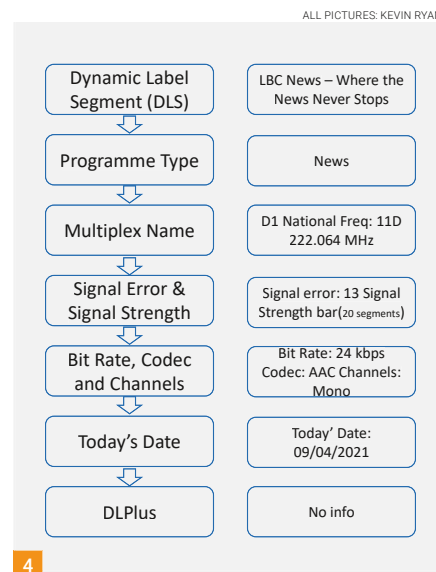 ALL PICTURES: KEVIN RYAN
Dynamic Label
Segment (DLS)
LBC News – Where the
News Never Stops
Programme Type
News
Multiplex Name
D1 National Freq: 11D
222.064 MHz
Signal Error &
Signal Strength
Signal error: 13 Signal
Strength bar(20 segments)
Bit Rate, Codec
and Channels
Bit Rate: 24 kbps
Codec: AAC Channels:
Mono
Today's Date
Today' Date:
09/04/2021
DLPlus
No info
4